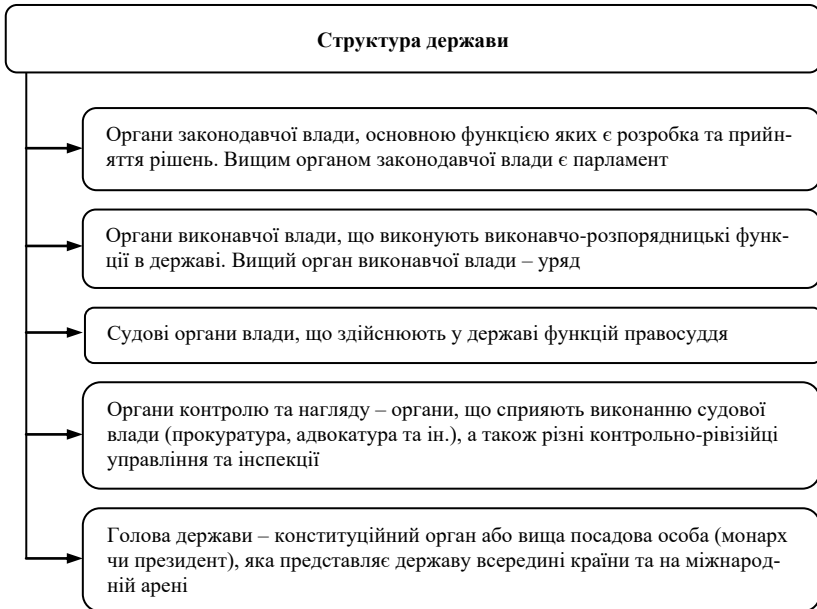 Структура держави
Органи законодавчої влади, основною функцією яких є розробка та прийн-
яття рішень. Вищим органом законодавчої влади є парламент
Органи виконавчої влади, що виконують виконавчо-розпорядницькі функ-
ції в державі. Вищий орган виконавчої влади – уряд
Судові органи влади, що здійснюють у державі функцій правосуддя
Органи контролю та нагляду – органи, що сприяють виконанню судової
влади (прокуратура, адвокатура та ін.), а також різні контрольно-рівізійці
управління та інспекції
Голова держави – конституційний орган або вища посадова особа (монарх
чи президент), яка представляє державу всередині країни та на міжнарод-
ній арені